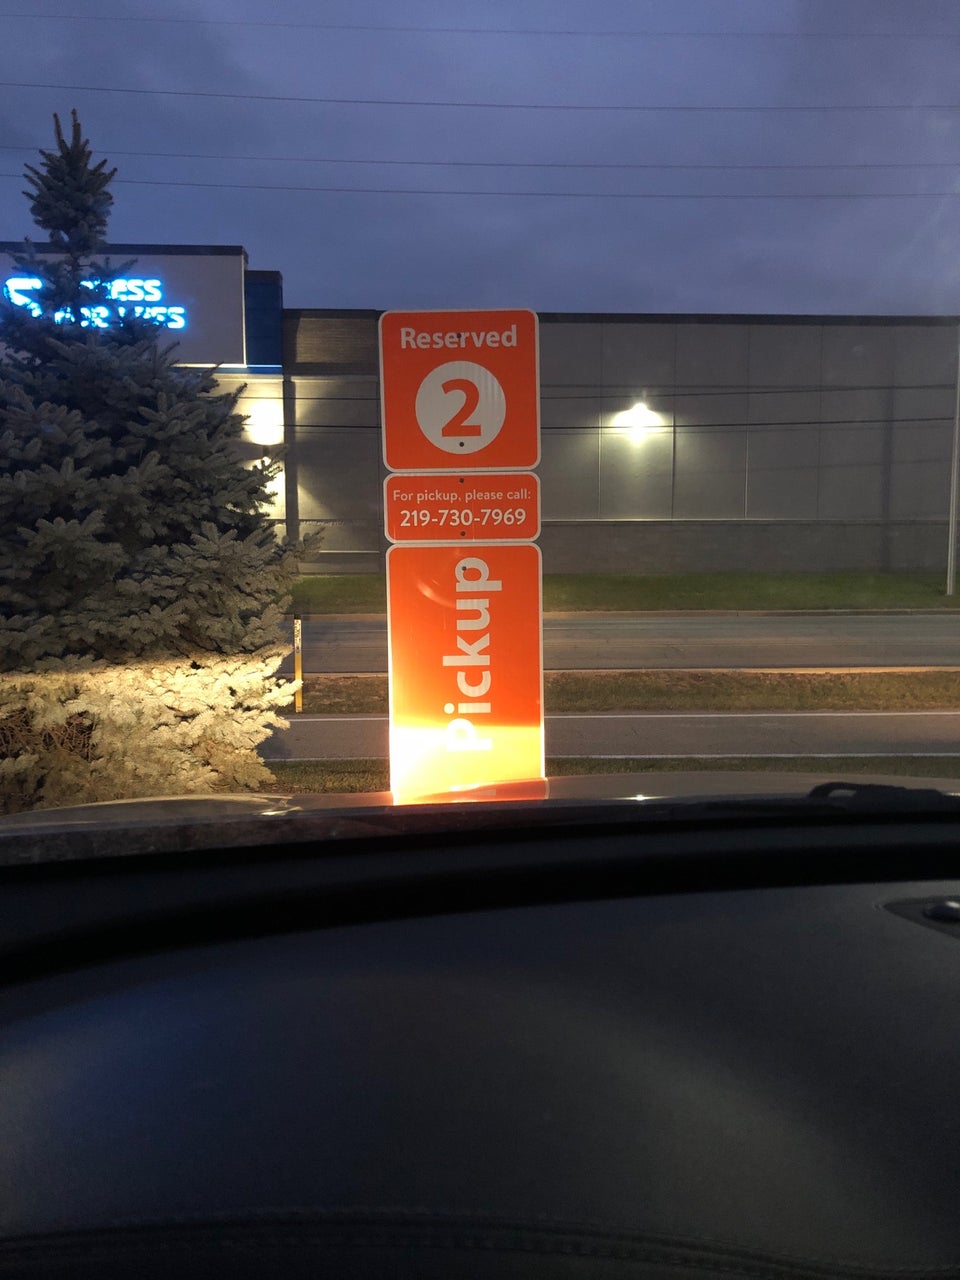 Reserved
2
For pickup, please call:
219-730-7969
Pickup